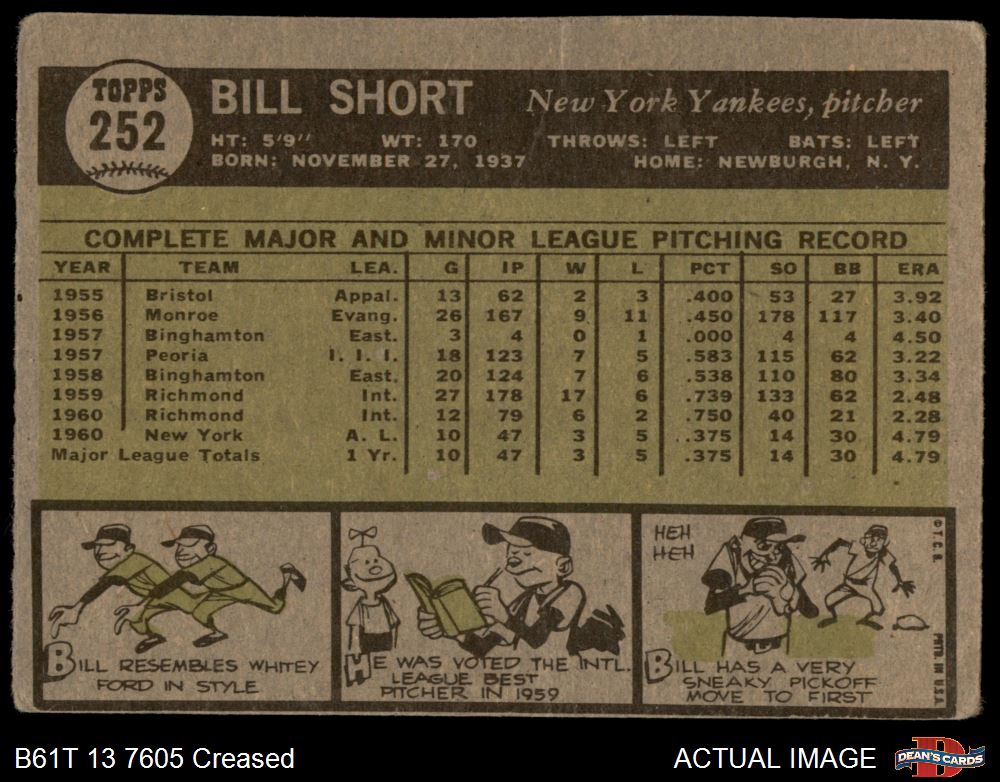 TOPPS
252
BILL SHORT New York Yankees, pitcher
HT: 5'9" WT: 170 THROWS: LEFT BATS: LEFT
BORN: NOVEMBER 27, 1937 HOME: NEWBURGH, N. Y.
COMPLETE MAJOR AND MINOR LEAGUE PITCHING RECORD
YEAR TEAM LEA. G IP W L PCT SO BB ERA
1955 Bristol Appal. 13 62 2 3 .400 53 27 3.92
1956 Monroe Evang. 26 167 9 11 .450 178 117 3.40
1957 Binghamton East. 3 4 0 1 .000 4 4 4.50
1957 Peoria I. I. I. 18 123 7 5 .583 115 62 3.22
1958 Binghamton East. 20 124 7 6 .538 110 80 3.34
1959 Richmond Int. 27 178 17 6 .739 133 62 2.48
1960 Richmond Int. 12 79 6 2 .750 40 21 2.28
1960 New York A. L. 10 47 3 5 .375 14 30 4.79
Major League Totals 1 Yr. 10 47 3 5 .375 14 30 4.79
BILL RESEMBLES WHITEY
FORD IN STYLE
HE WAS VOTED THE INTL.
LEAGUE BEST
PITCHER IN 1959
HEH
HEH
BILL HAS A VERY
SNEAKY PICKOFF
MOVE TO FIRST
© T.C.G.
PRTD. IN U.S.A.
B61T 13 7605 Creased
ACTUAL IMAGE
DEAN'S CARDS